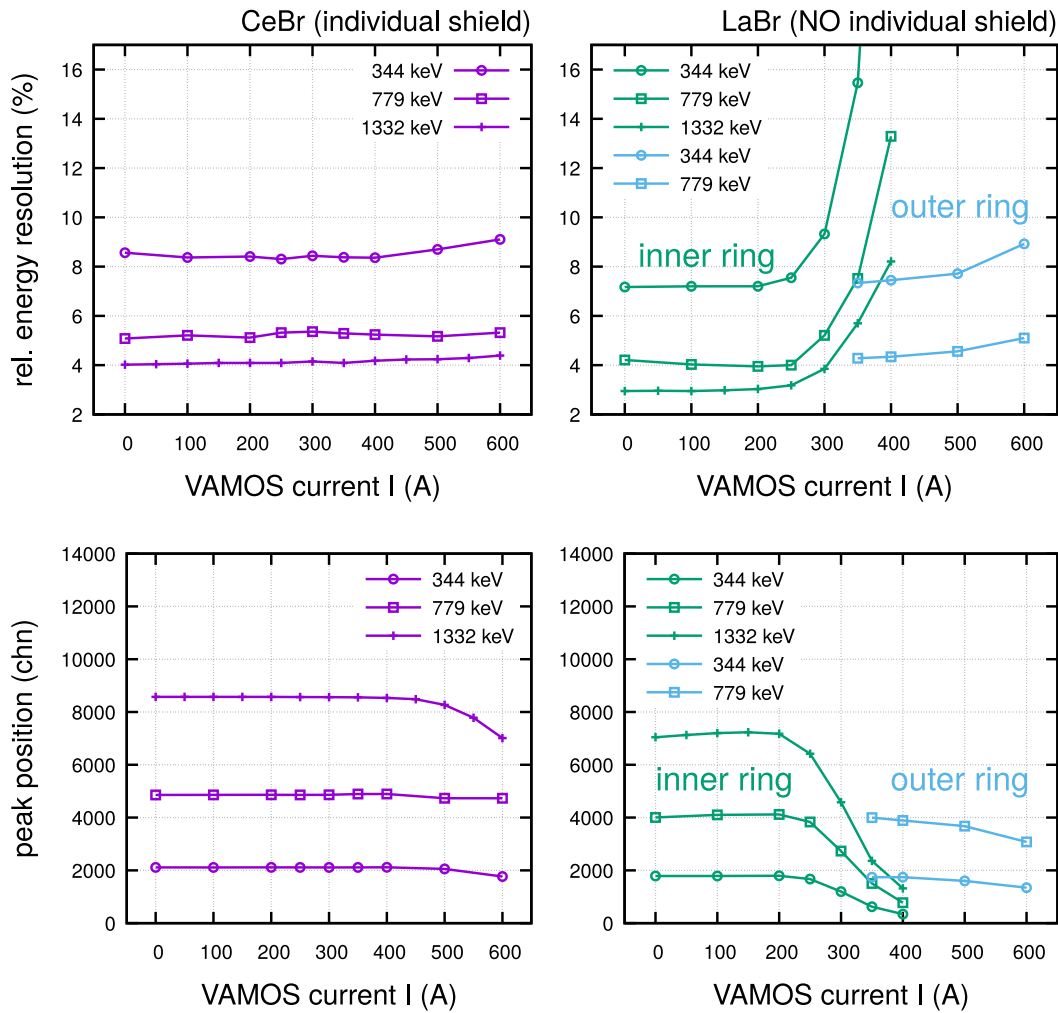 CeBr (individual shield)
rel. energy resolution (%)
16
14
12
10
8
6
4
2
344 keV
779 keV
1332 keV
0 100 200 300 400 500 600
VAMOS current I (A)
LaBr (NO individual shield)
16
14
12
10
8
6
4
2
344 keV
779 keV
1332 keV
344 keV
779 keV
outer ring
inner ring
0 100 200 300 400 500 600
VAMOS current I (A)
peak position (chn)
14000
12000
10000
8000
6000
4000
2000
0
344 keV
779 keV
1332 keV
0 100 200 300 400 500 600
VAMOS current I (A)
14000
12000
10000
8000
6000
4000
2000
0
344 keV
779 keV
1332 keV
344 keV
779 keV
inner ring outer ring
0 100 200 300 400 500 600
VAMOS current I (A)